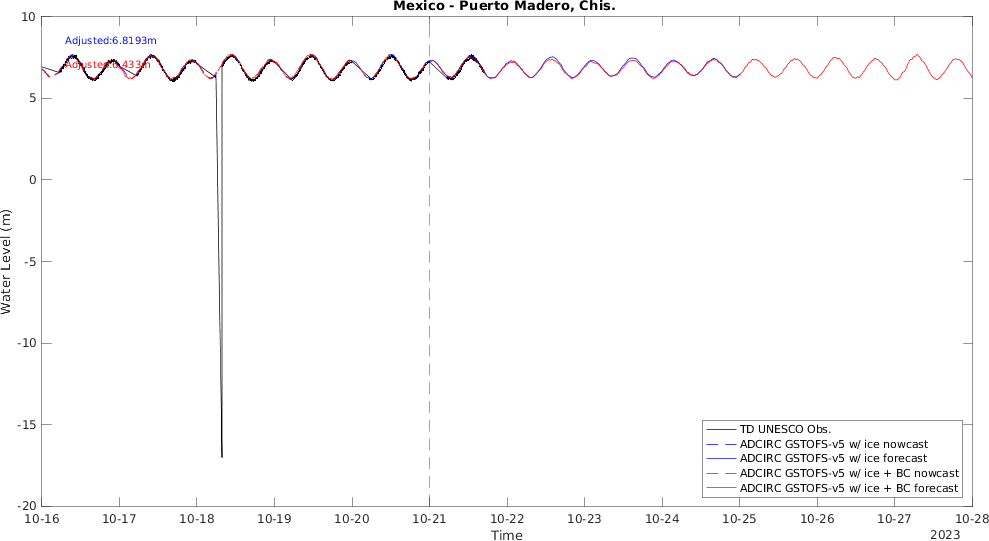 Mexico - Puerto Madero, Chis.
Adjusted:6.8193m
Water Level (m)
10
5
0
-5
-10
-15
-20
TD UNESCO Obs.
ADCIRC GSTOFS-v5 w/ ice nowcast
ADCIRC GSTOFS-v5 w/ ice forecast
ADCIRC GSTOFS-v5 w/ ice + BC nowcast
ADCIRC GSTOFS-v5 w/ ice + BC forecast
10-16 10-17 10-18 10-19 10-20 10-21 10-22 10-23 10-24 10-25 10-26 10-27 10-28
Time
2023